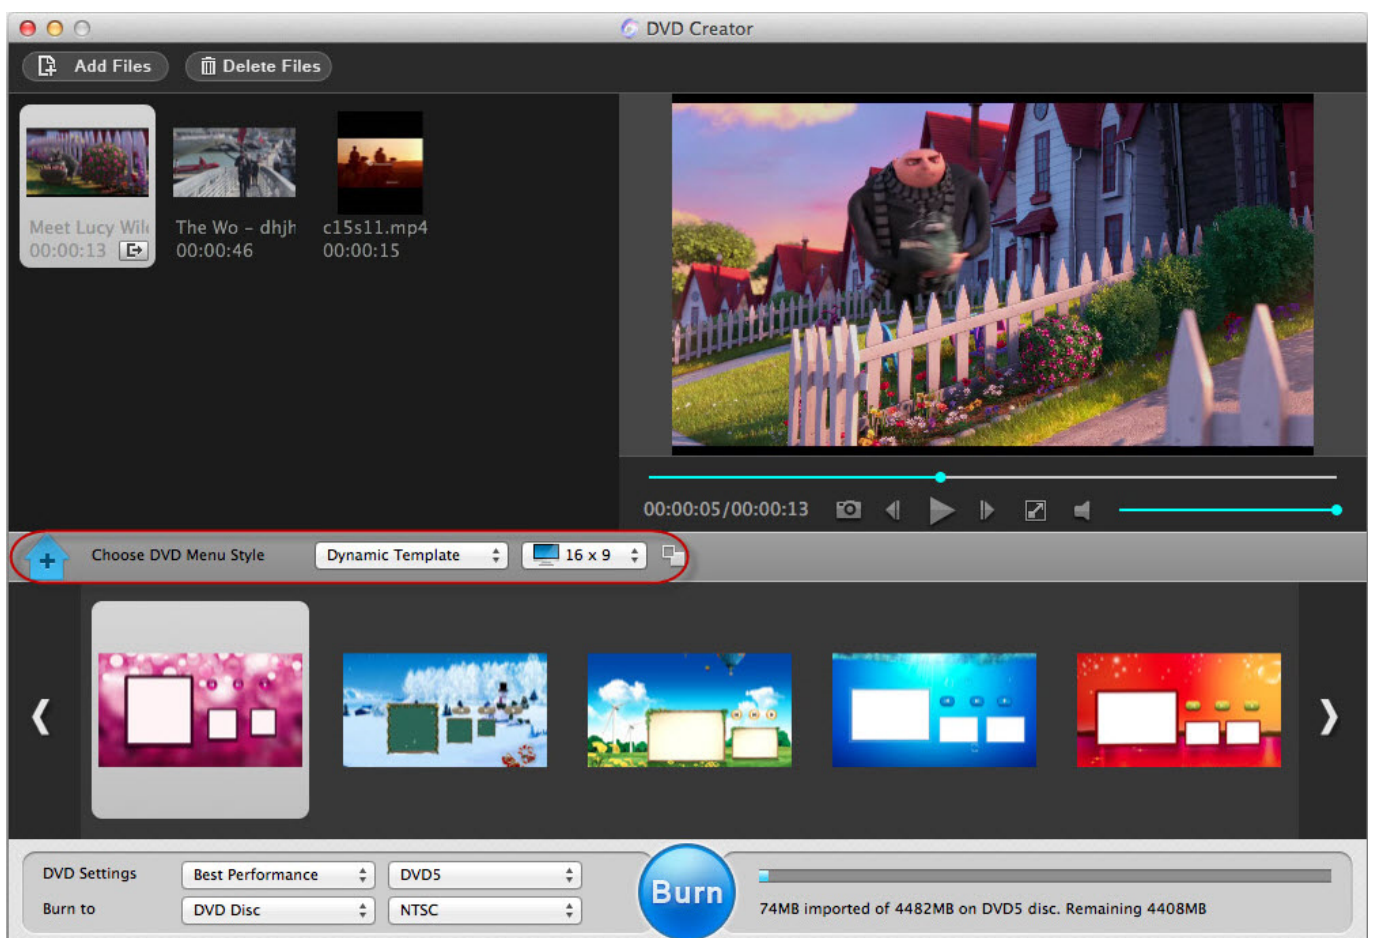 DVD Creator
Add Files Delete Files
Meet Lucy Wil
00:00:13
The Wo - dhjh
00:00:46
c15s11.mp4
00:00:15
00:00:05/00:00:13
Choose DVD Menu Style Dynamic Template 16 x 9
DVD Settings Best Performance DVD5
Burn to DVD Disc NTSC
Burn
74MB imported of 4482MB on DVD5 disc. Remaining 4408MB